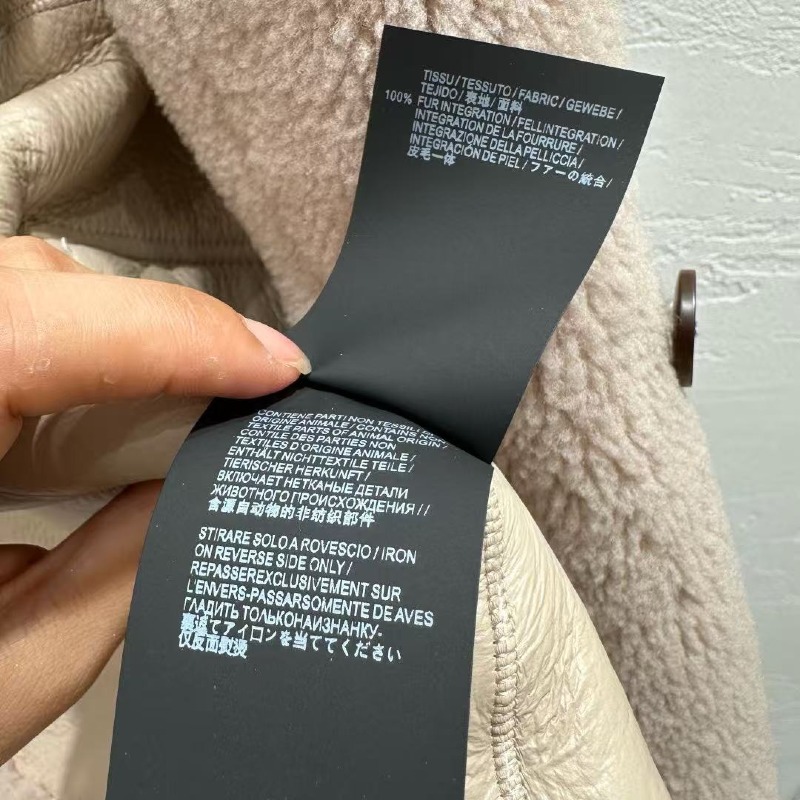 TISSU/TESSUTO/FABRIC/GEWEBE/
TEJIDO/表地/面料
100% FUR INTEGRATION/FELLINTEGRATION/
INTEGRATION DE LA FOURRURE/
INTEGRAZIONE DELLA PELLICCIA/
INTEGRACIÓN DE PIEL/ファーの統合/
皮毛一体
CONTIENE PARTI NON TESSILI
ORIGINE ANIMALE/CONTAINS NON
TEXTILE PARTS OF ANIMAL ORIGIN/
CONTILE DES PARTIES NON
TEXTILES D'ORIGINE ANIMALE/
ENTHÄLT NICHTTEXTILE TEILE/
TIERISCHER HERKUNFT/
ВКЛЮЧАЕТ НЕТКАНЫЕ ДЕТАЛИ
ЖИВОТНОГО ПРОИСХОЖДЕНИЯ//
含源自动物的非纺织部件
STIRARE SOLO A ROVESCIO/IRON
ON REVERSE SIDE ONLY/
REPASSEREXCLUSIVEMENT SUR
L'ENVERS-PASSARSOMENTE DE AVES
ГЛАДИТЬ ТОЛЬКОНАИЗНАНКУ.
裏返てアイロンを当ててください
仅反面熨烫